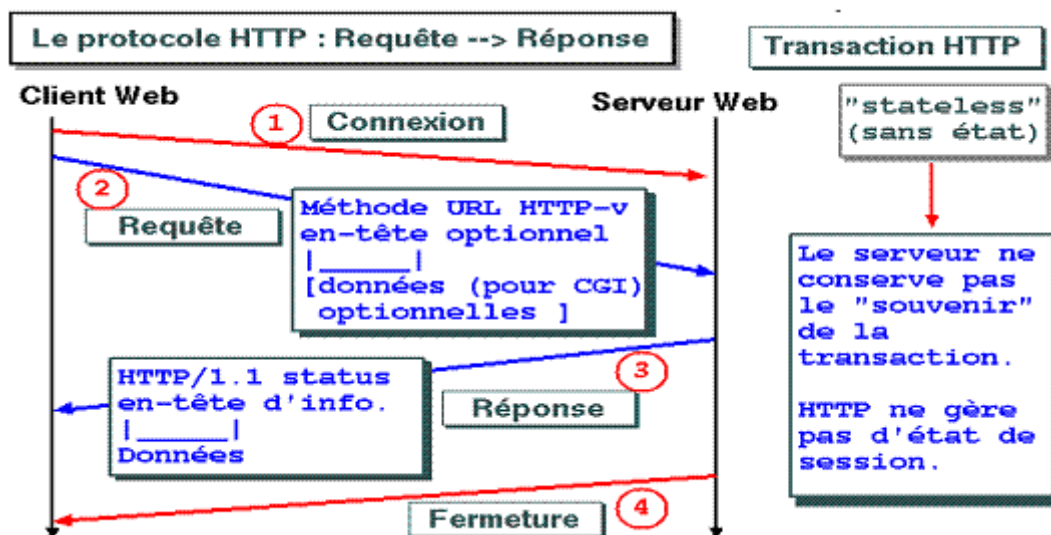 Le protocole HTTP : Requête --> Réponse
Transaction HTTP
Client Web
Serveur Web
"stateless"
(sans état)
1
Connexion
2
Requête
Méthode URL HTTP-v
en-tête optionnel
|______|
[données (pour CGI)
optionnelles ]
Le serveur ne
conserve pas
le "souvenir"
de la
transaction.
HTTP ne gère
pas d'état de
session.
3
Réponse
HTTP/1.1 status
en-tête d'info.
|______|
Données
4
Fermeture